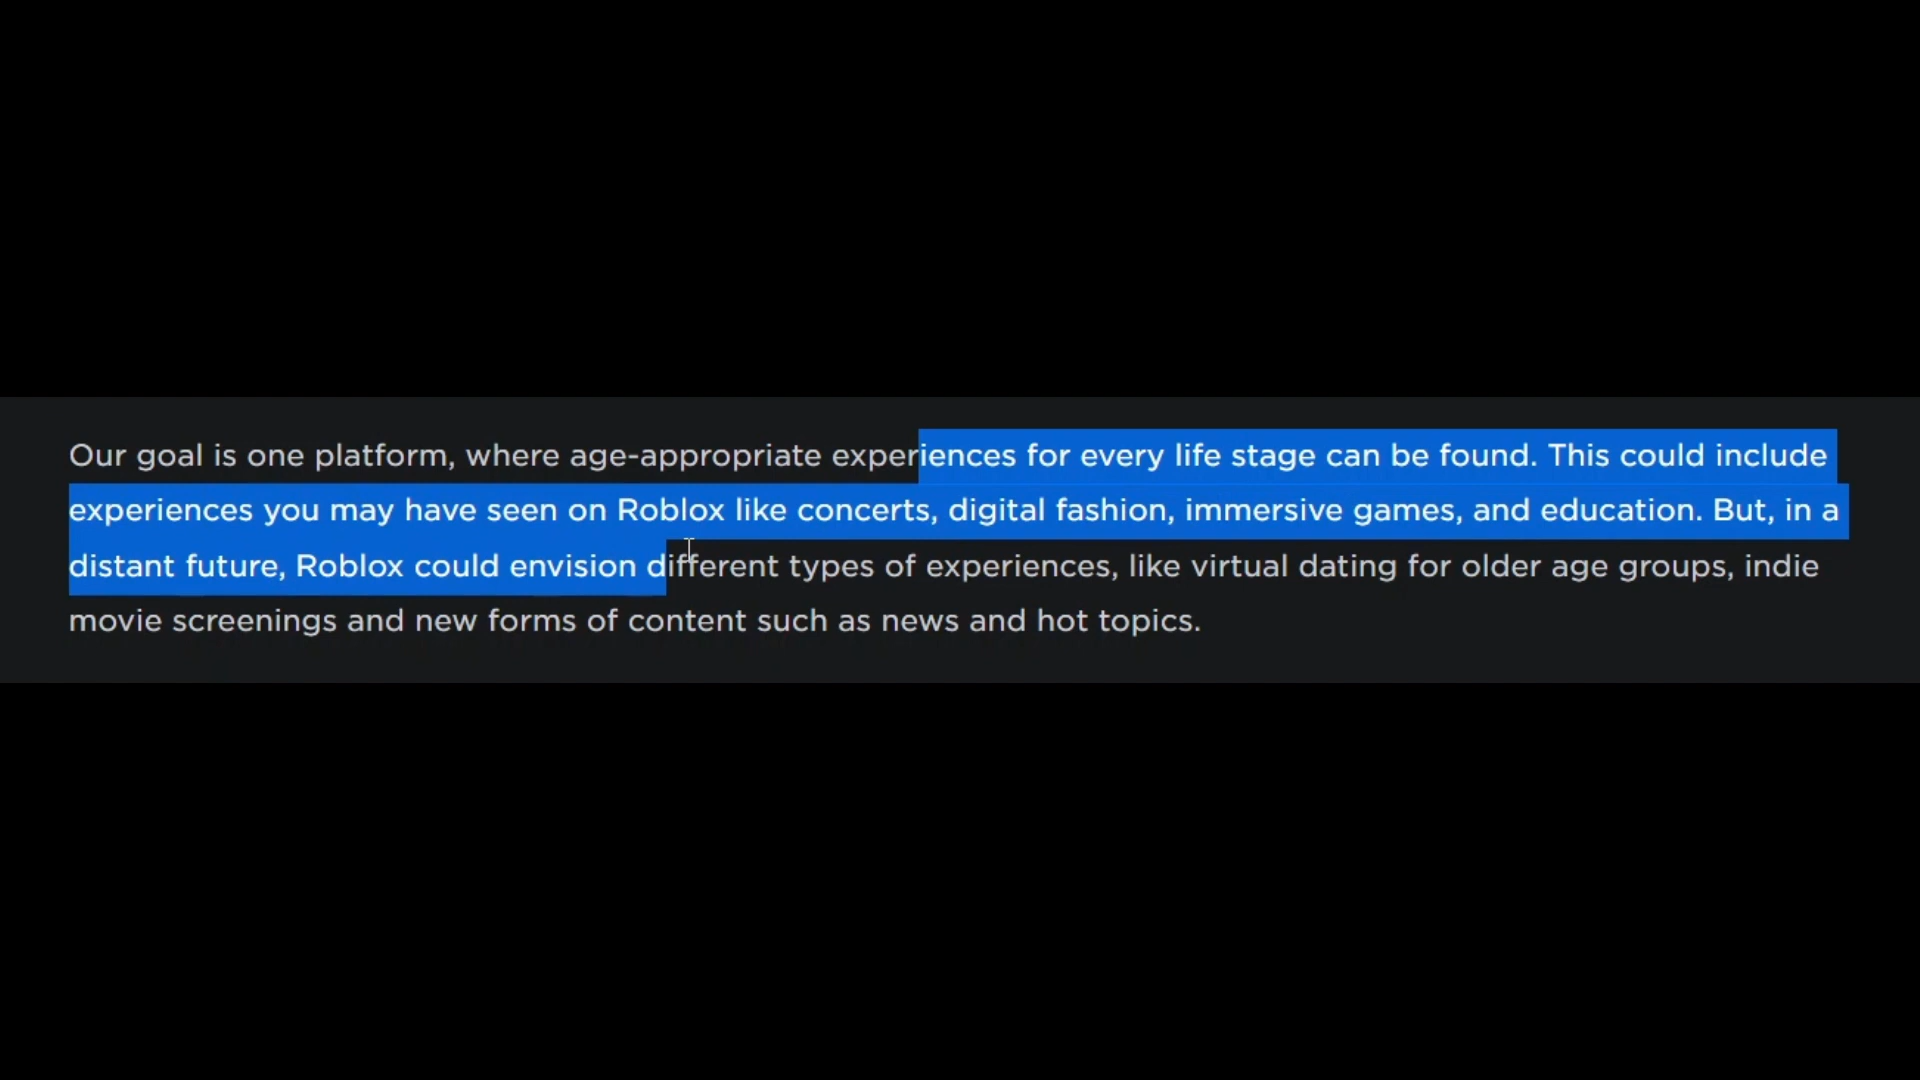 Our goal is one platform, where age-appropriate experiences for every life stage can be found. This could include
experiences you may have seen on Roblox like concerts, digital fashion, immersive games, and education. But, in a
distant future, Roblox could envision different types of experiences, like virtual dating for older age groups, indie
movie screenings and new forms of content such as news and hot topics.